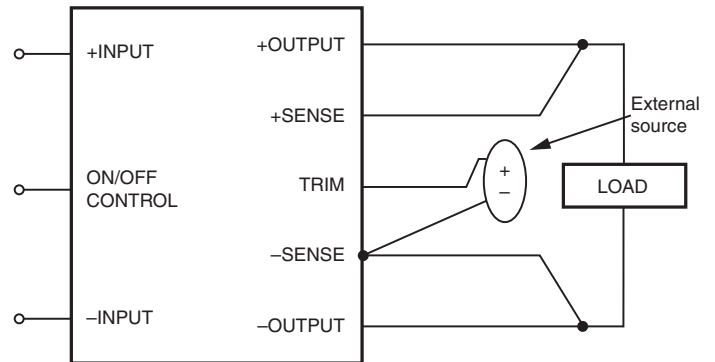 +INPUT
ON/OFF
CONTROL
–INPUT
+OUTPUT
+SENSE
TRIM
–SENSE
–OUTPUT
+
–
External
source
LOAD